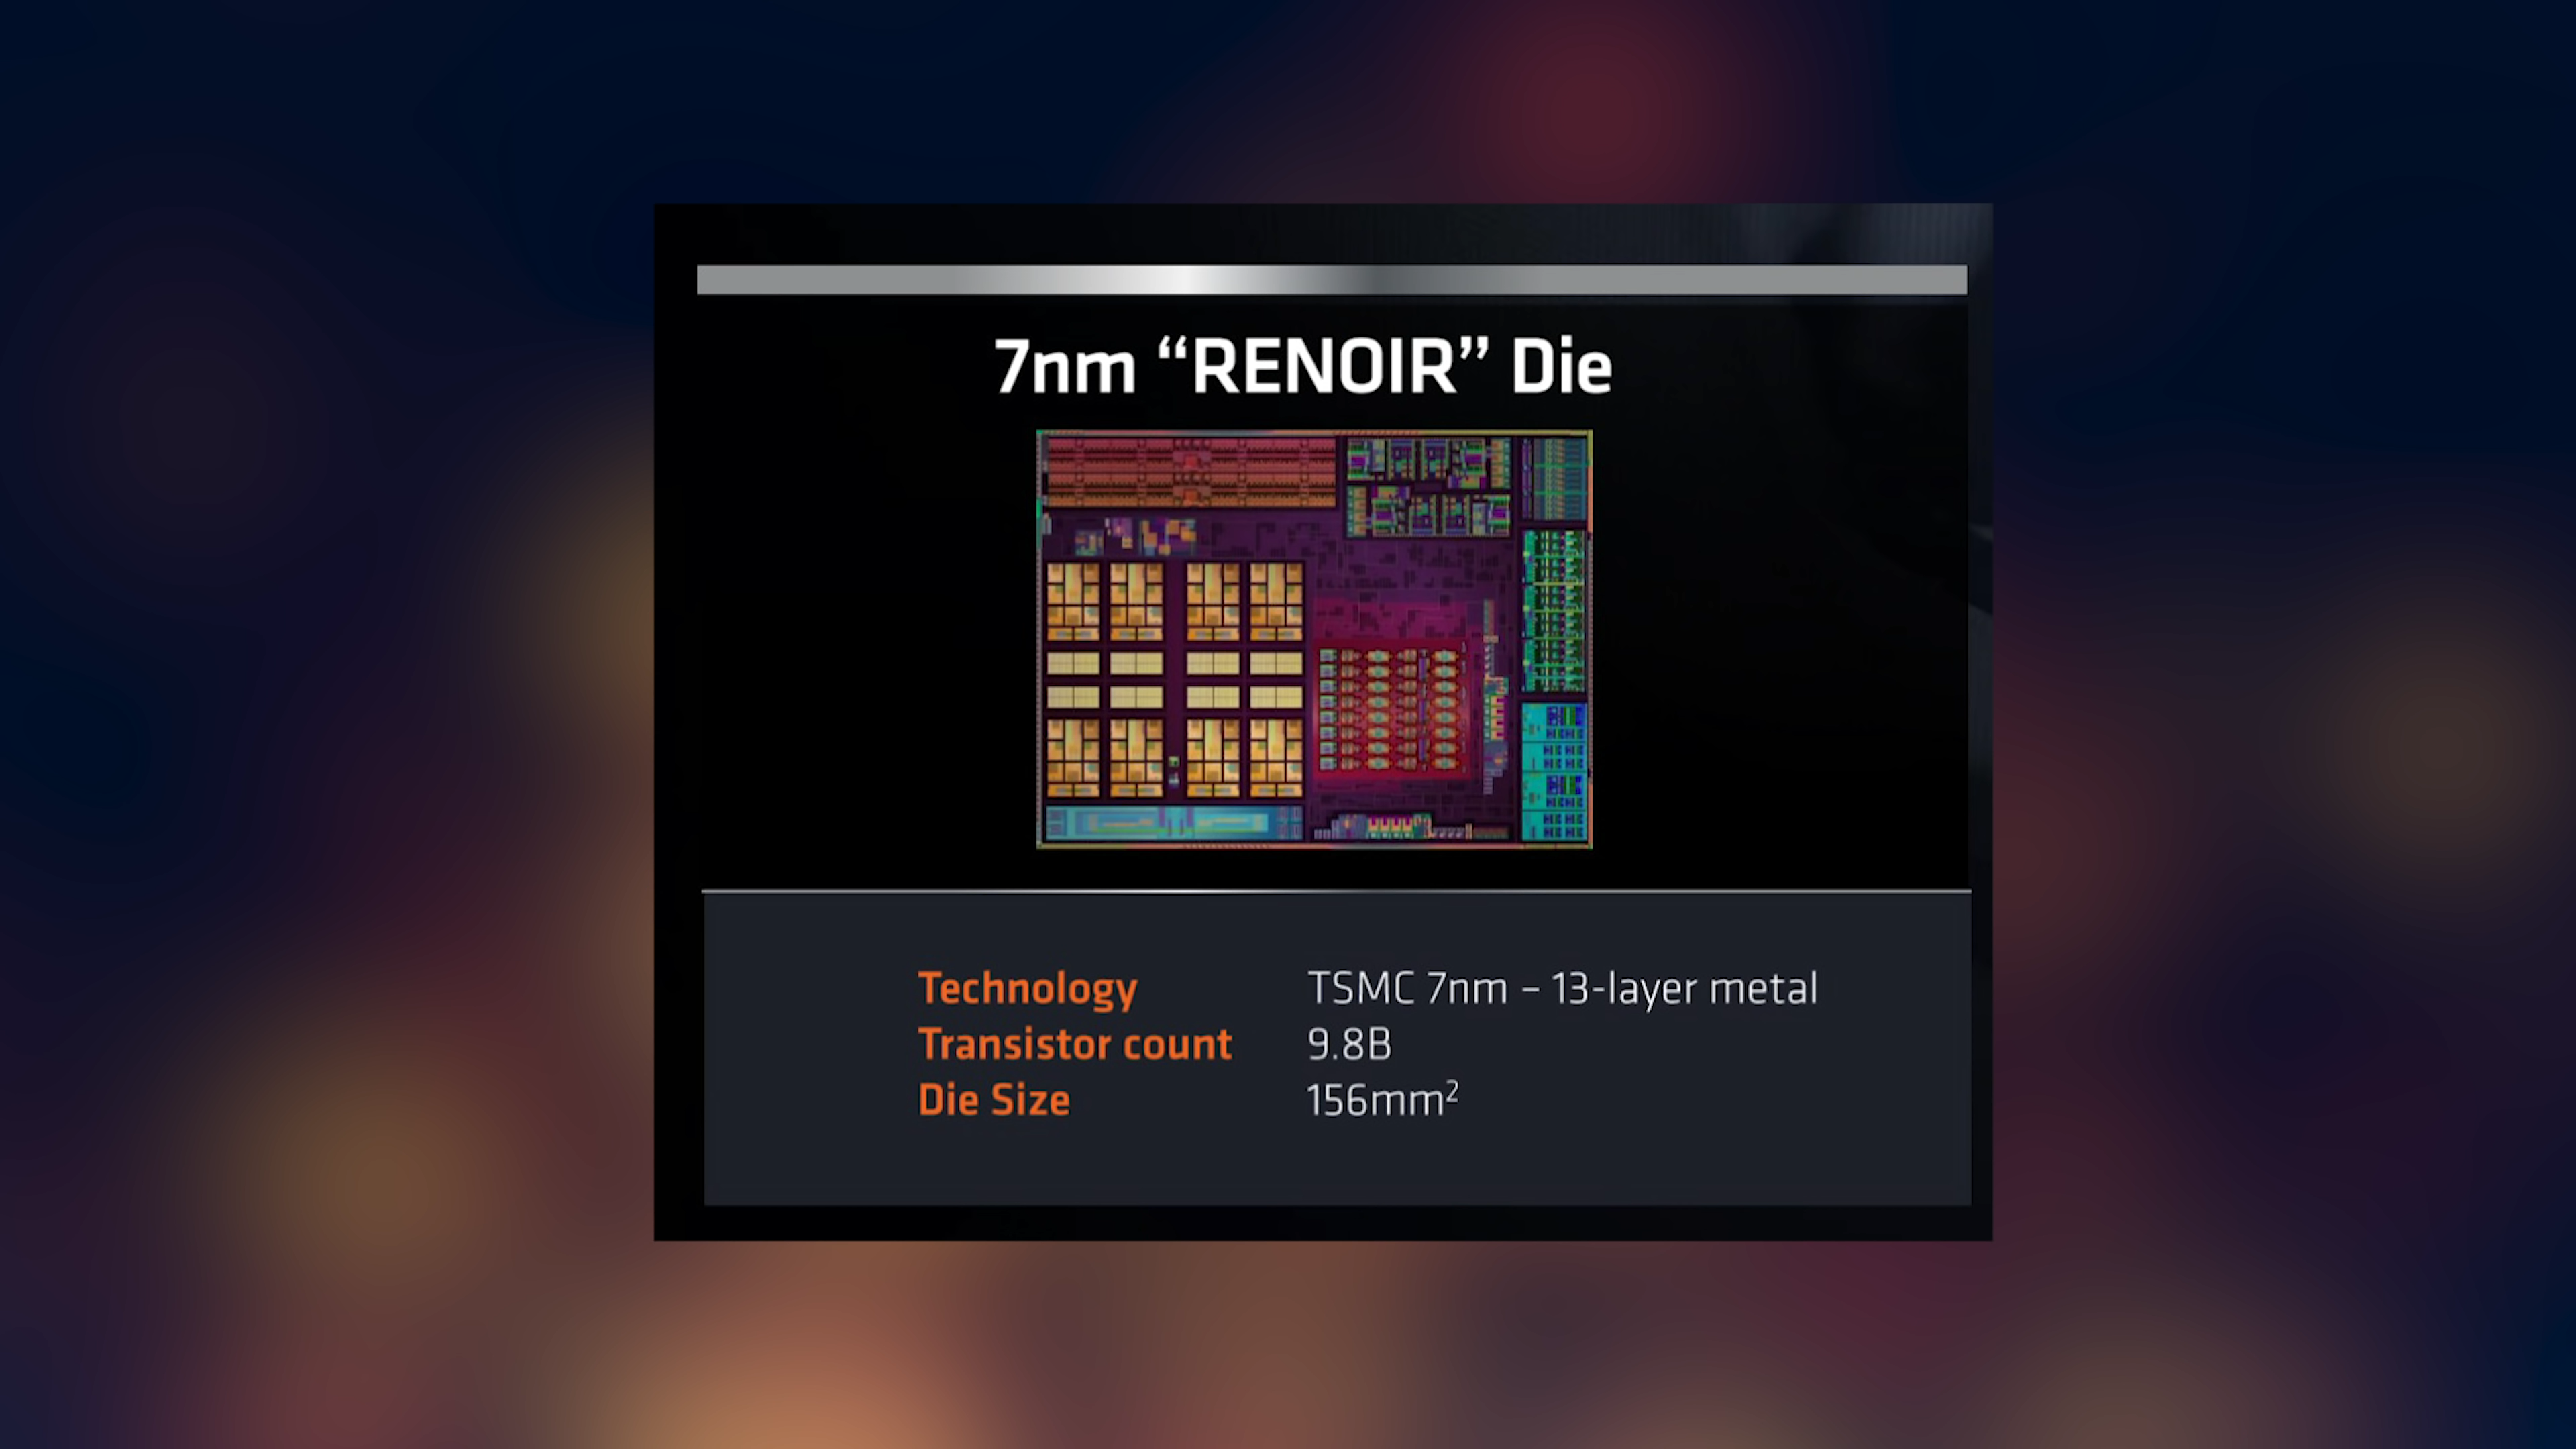 7nm “RENOIR” Die
Technology TSMC 7nm – 13-layer metal
Transistor count 9.8B
Die Size 156mm²